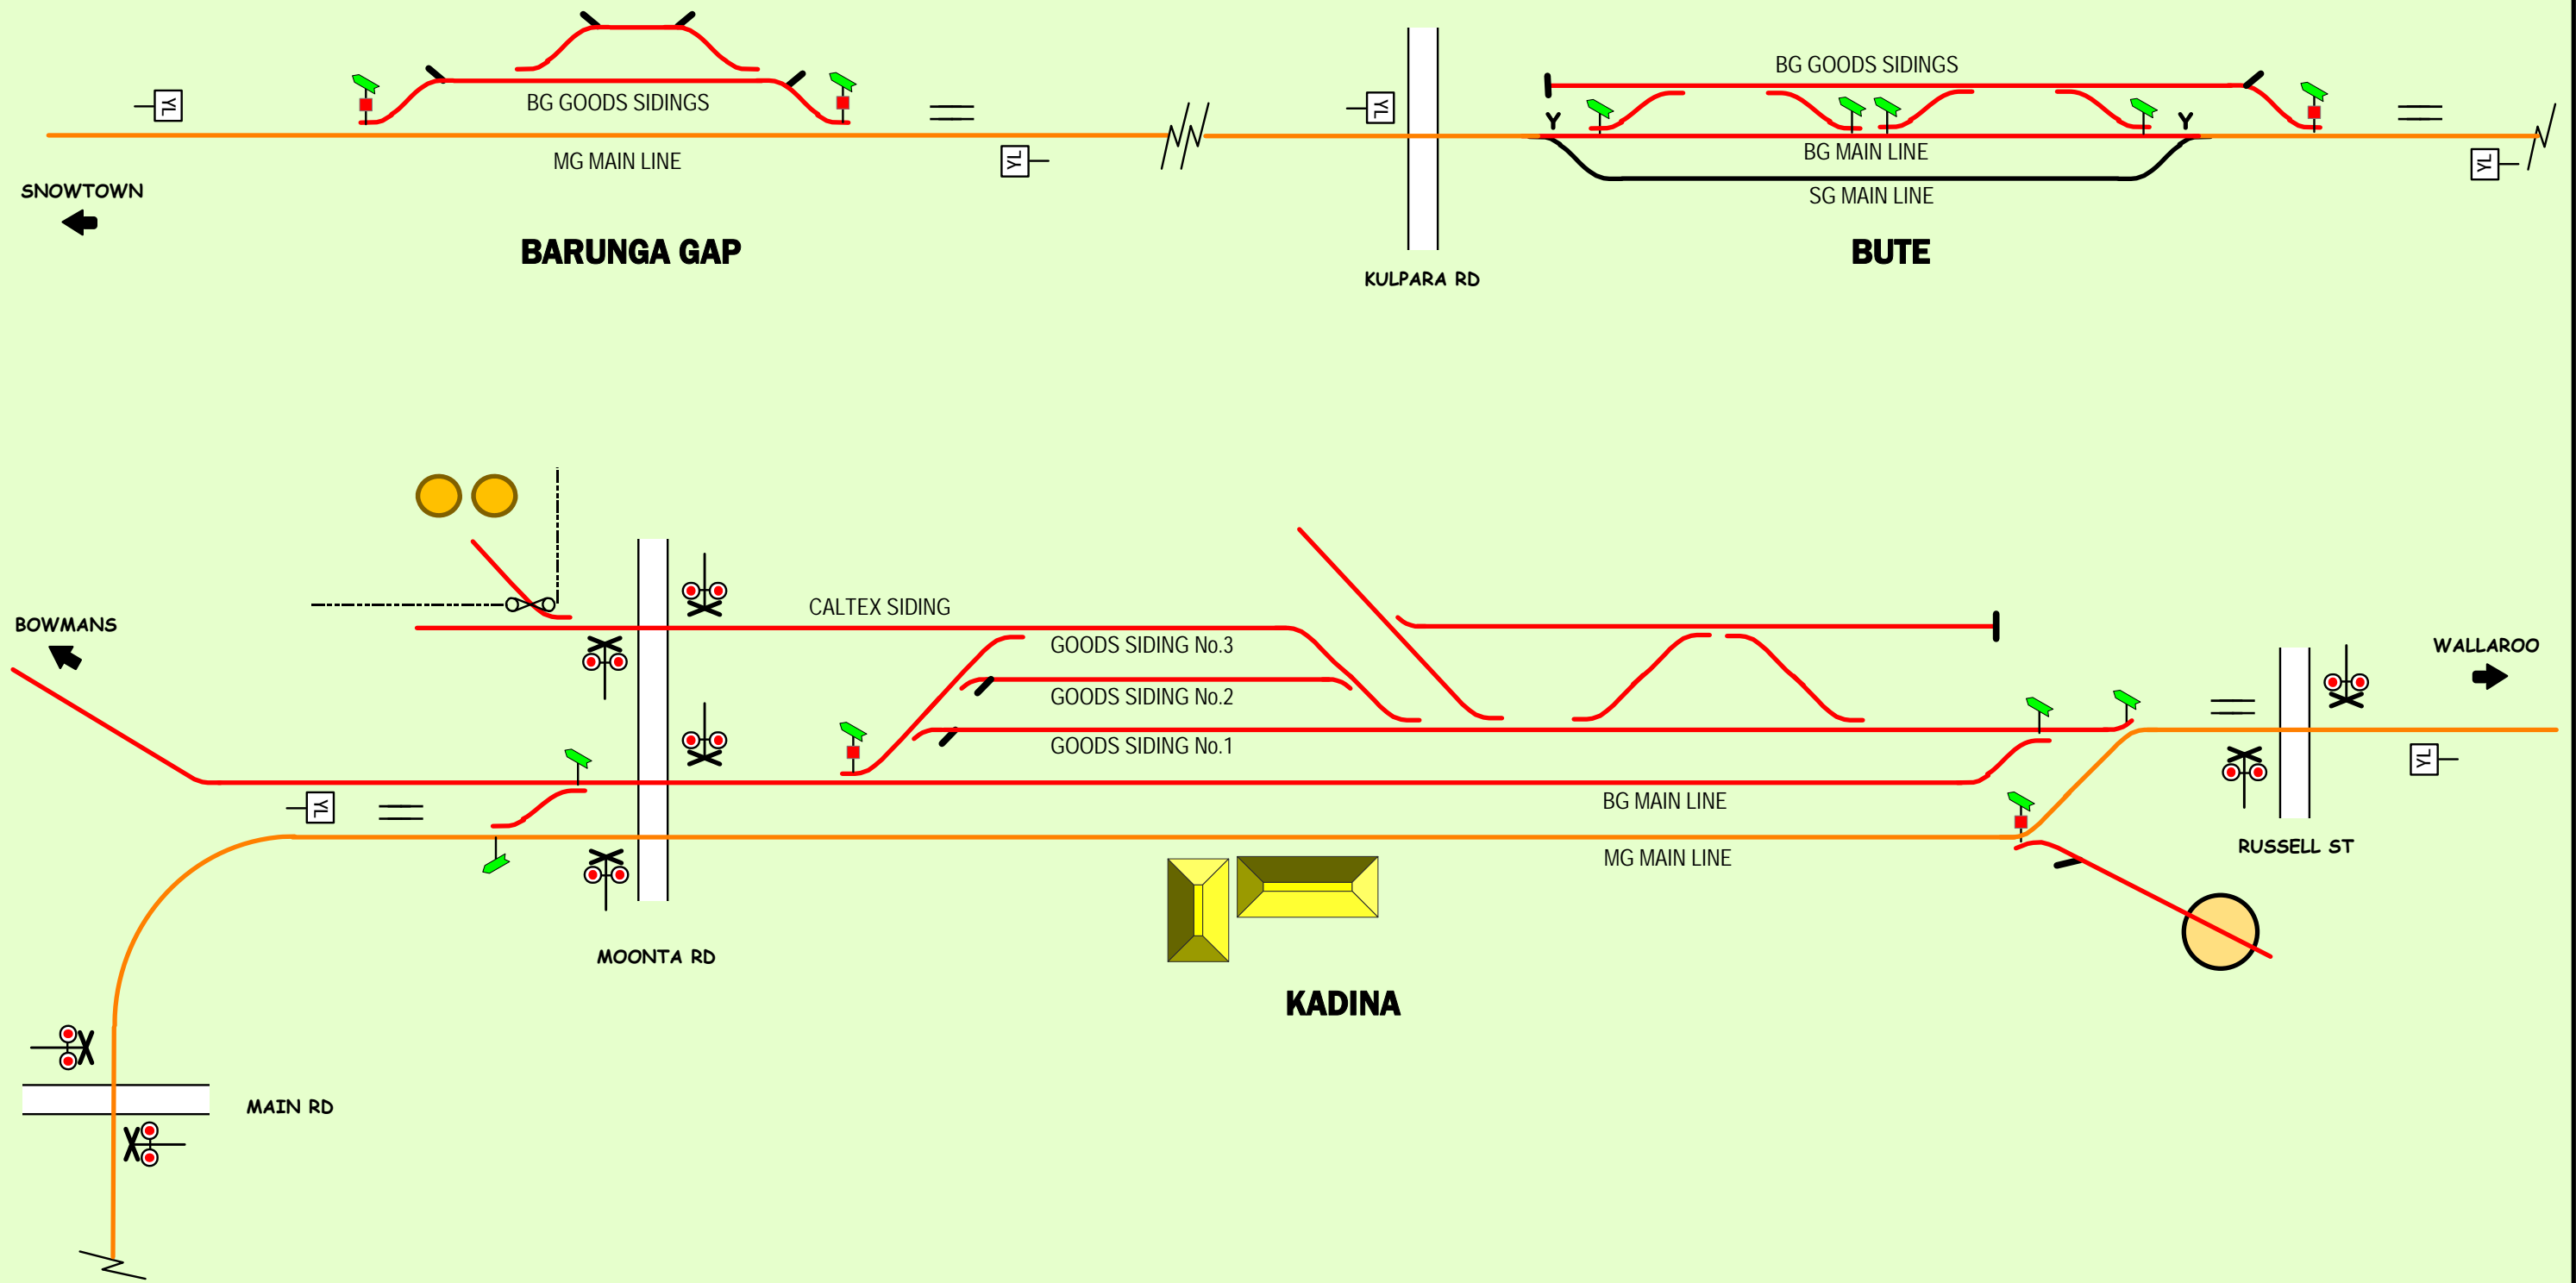 BG GOODS SIDINGS
YL
BG GOODS SIDINGS
YL
Y
Y
MG MAIN LINE
YL
BG MAIN LINE
YL
SNOWTOWN
SG MAIN LINE
BARUNGA GAP
BUTE
KULPARA RD
CALTEX SIDING
BOWMANS
GOODS SIDING No.3
WALLAROO
GOODS SIDING No.2
GOODS SIDING No.1
YL
YL
BG MAIN LINE
RUSSELL ST
MG MAIN LINE
MOONTA RD
KADINA
MAIN RD